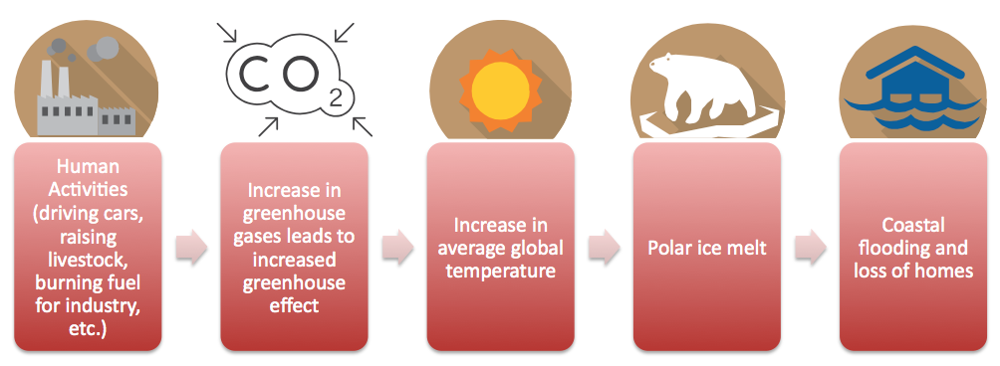 CO2
Human
Activities
(driving cars,
raising
livestock,
burning fuel
for industry,
etc.)
Increase in
greenhouse
gases leads to
increased
greenhouse
effect
Increase in
average global
temperature
Polar ice melt
Coastal
flooding and
loss of homes